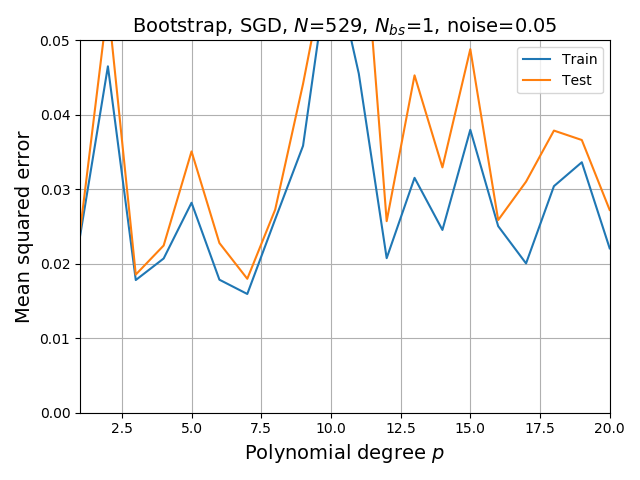 Bootstrap, SGD, N=529, N_bs=1, noise=0.05
Train
Test
Mean squared error
0.05
0.04
0.03
0.02
0.01
0.00
2.5 5.0 7.5 10.0 12.5 15.0 17.5 20.0
Polynomial degree p